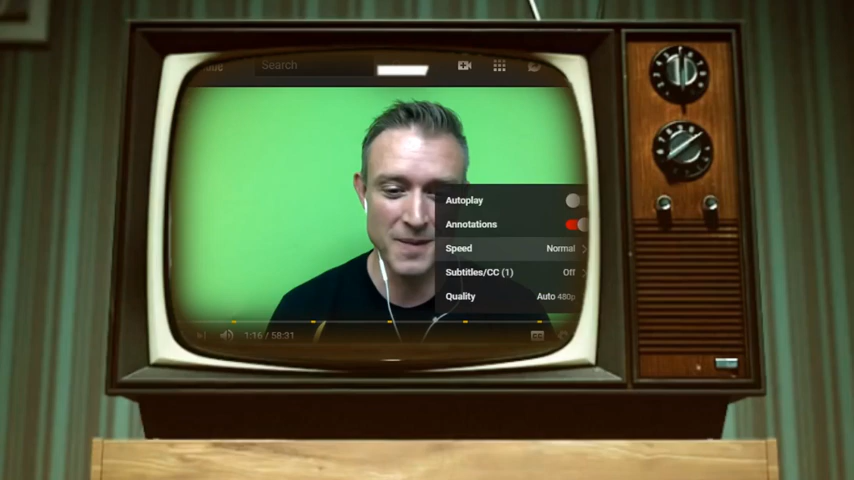 Search
Autoplay
Annotations
Speed Normal
Subtitles/CC (1) Off
Quality Auto 480p
1:16 / 58:31